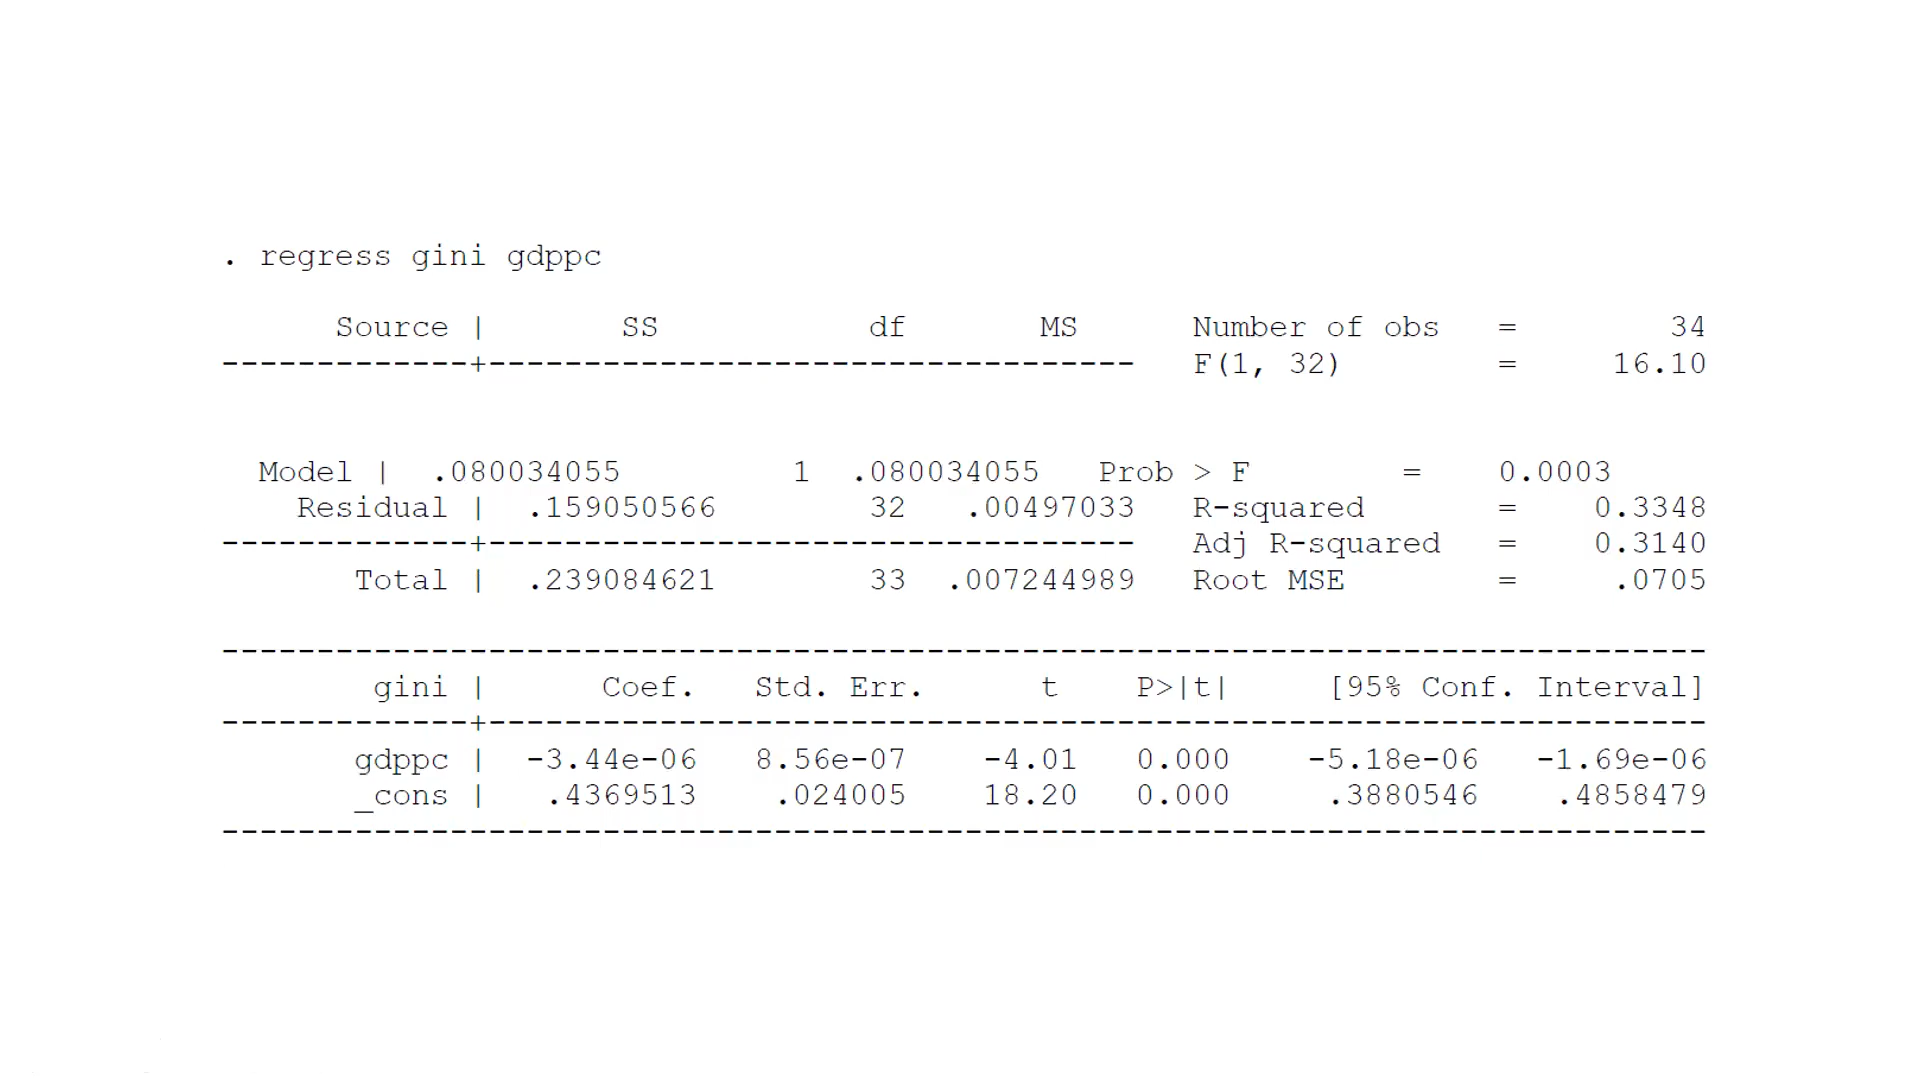 . regress gini gdppc
Source | SS df MS Number of obs = 34
-------------+---------------------------------- F(1, 32) = 16.10
Model | .080034055 1 .080034055 Prob > F = 0.0003
Residual | .159050566 32 .00497033 R-squared = 0.3348
-------------+---------------------------------- Adj R-squared = 0.3140
Total | .239084621 33 .007244989 Root MSE = .0705
------------------------------------------------------------------------------
gini | Coef. Std. Err. t P>|t| [95% Conf. Interval]
-------------+----------------------------------------------------------------
gdppc | -3.44e-06 8.56e-07 -4.01 0.000 -5.18e-06 -1.69e-06
_cons | .4369513 .024005 18.20 0.000 .3880546 .4858479
------------------------------------------------------------------------------